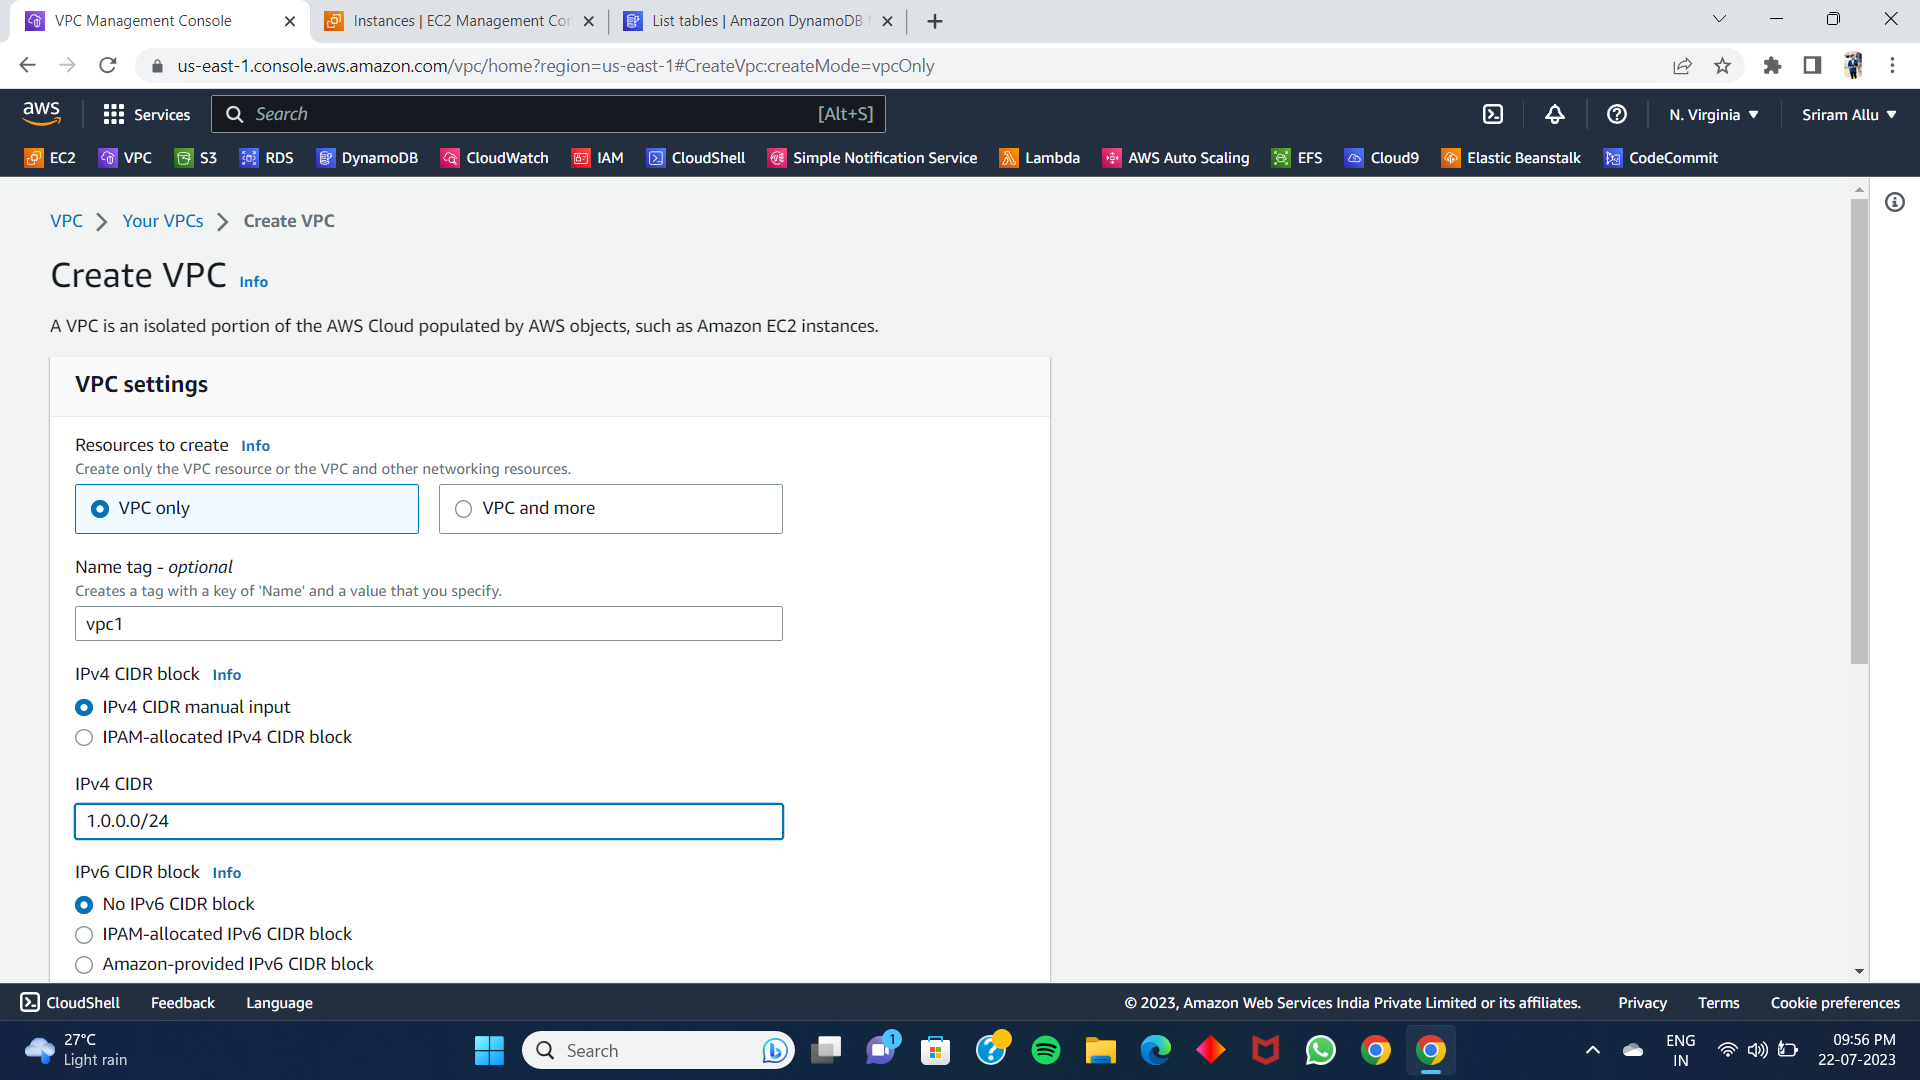 VPC Management Console
Instances | EC2 Management Con
List tables | Amazon DynamoDB
us-east-1.console.aws.amazon.com/vpc/home?region=us-east-1#CreateVpc:createMode=vpcOnly
aws
Services
Search
[Alt+S]
N. Virginia
Sriram Allu
EC2
VPC
S3
RDS
DynamoDB
CloudWatch
IAM
CloudShell
Simple Notification Service
Lambda
AWS Auto Scaling
EFS
Cloud9
Elastic Beanstalk
CodeCommit
VPC
Your VPCs
Create VPC
Create VPC Info
A VPC is an isolated portion of the AWS Cloud populated by AWS objects, such as Amazon EC2 instances.
VPC settings
Resources to create Info
Create only the VPC resource or the VPC and other networking resources.
VPC only
VPC and more
Name tag - optional
Creates a tag with a key of 'Name' and a value that you specify.
vpc1
IPv4 CIDR block Info
IPv4 CIDR manual input
IPAM-allocated IPv4 CIDR block
IPv4 CIDR
1.0.0.0/24
IPv6 CIDR block Info
No IPv6 CIDR block
IPAM-allocated IPv6 CIDR block
Amazon-provided IPv6 CIDR block
CloudShell
Feedback
Language
© 2023, Amazon Web Services India Private Limited or its affiliates.
Privacy
Terms
Cookie preferences
27°C
Light rain
Search
1
ENG
IN
09:56 PM
22-07-2023